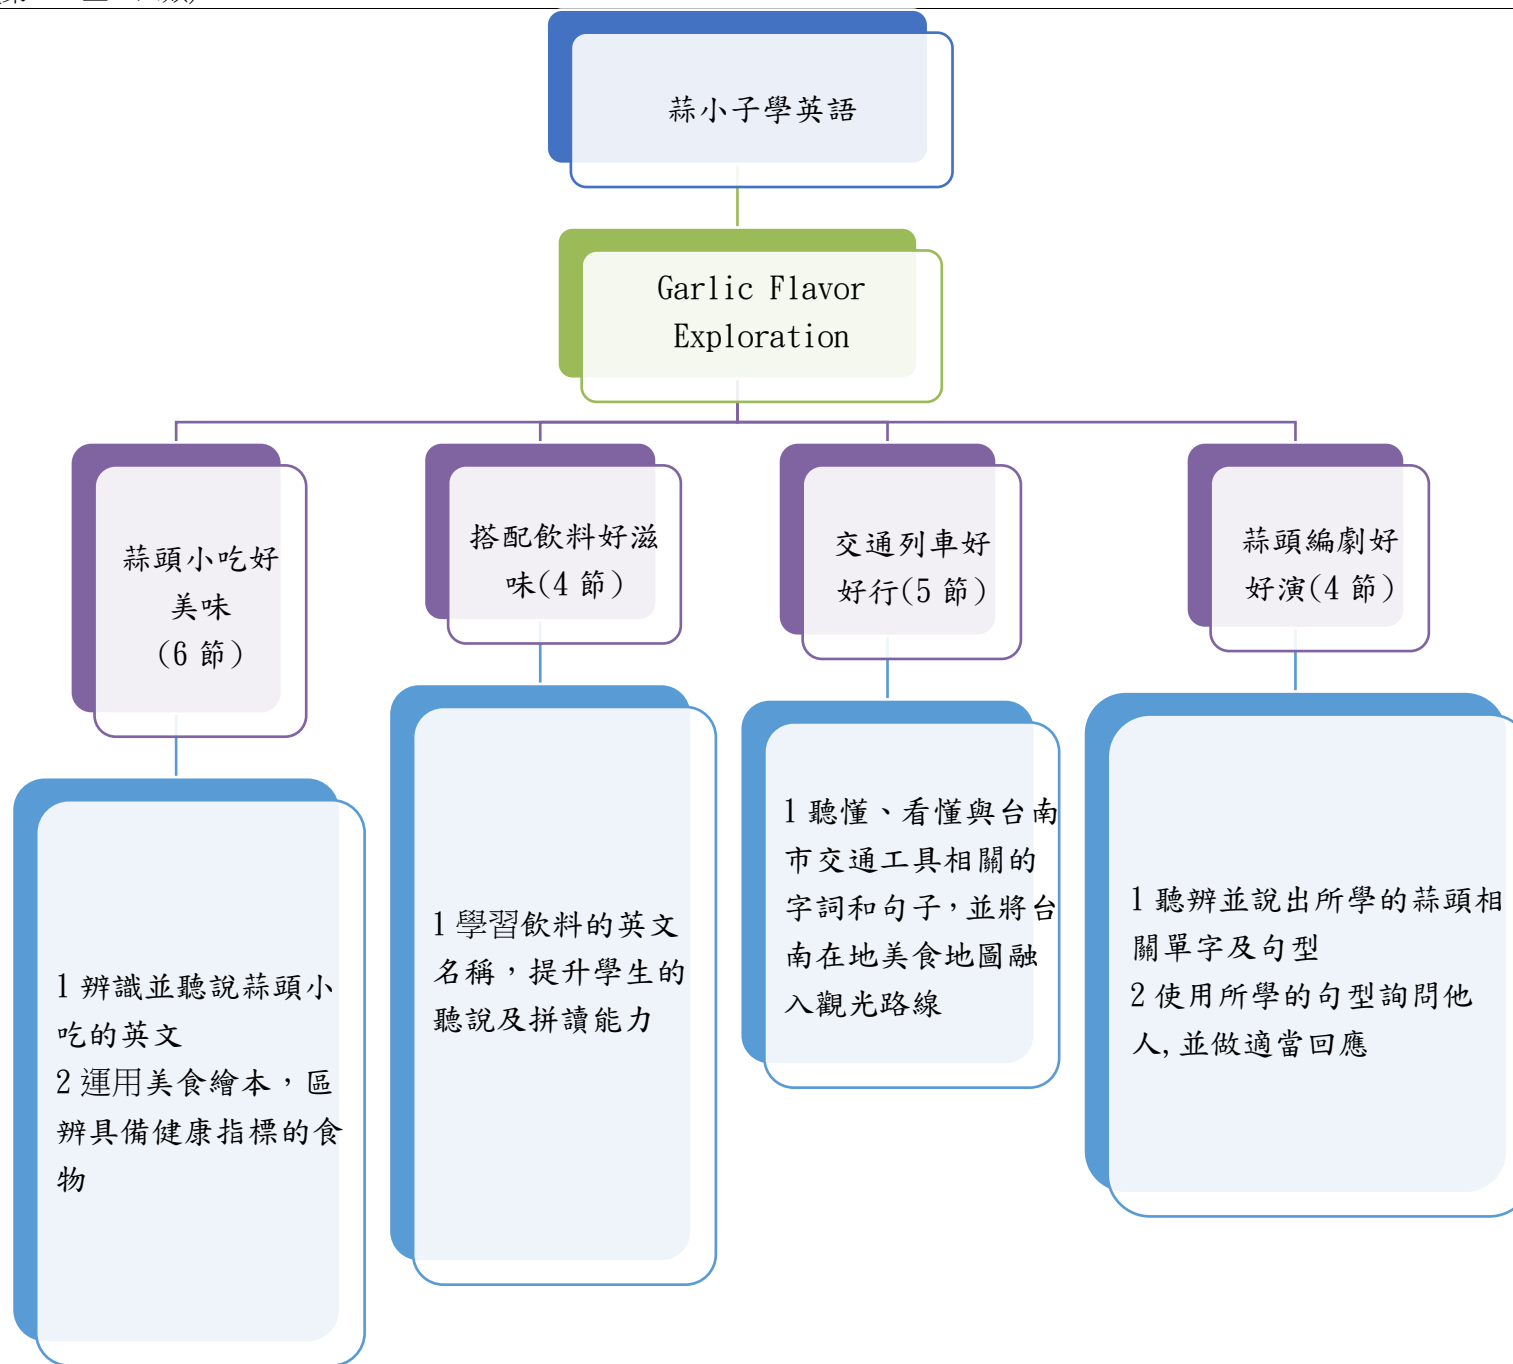 蒜小子學英語
Garlic Flavor
Exploration
蒜頭小吃好
美味
(6 節)
搭配飲料好滋
味(4 節)
交通列車好
好行(5 節)
蒜頭編劇好
好演(4 節)
1 辨識並聽說蒜頭小
吃的英文
2 運用美食繪本，區
辨具備健康指標的食
物
1 學習飲料的英文
名稱，提升學生的
聽說及拼讀能力
1 聽懂、看懂與台南
市交通工具相關的
字詞和句子，並將台
南在地美食地圖融
入觀光路線
1 聽辨並說出所學的蒜頭相
關單字及句型
2 使用所學的句型詢問他
人,並做適當回應